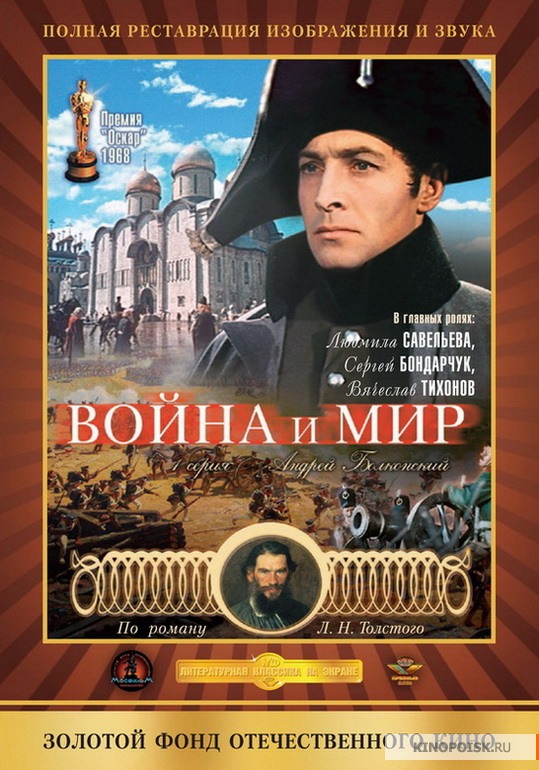 ПОЛНАЯ РЕСТАВРАЦИЯ ИЗОБРАЖЕНИЯ И ЗВУКА
Премия
"Оскар"
1968
В главных ролях:
Людмила САВЕЛЬЕВА,
Сергей БОНДАРЧУК,
Вячеслав ТИХОНОВ
ВОЙНА И МИР
1 серия Андрей Болконский
По роману Л. Н. Толстого
МОСФИЛЬМ
ЛИТЕРАТУРНАЯ КЛАССИКА НА ЭКРАНЕ
ЗОЛОТОЙ ФОНД ОТЕЧЕСТВЕННОГО КИНО
KINOPOISK.RU